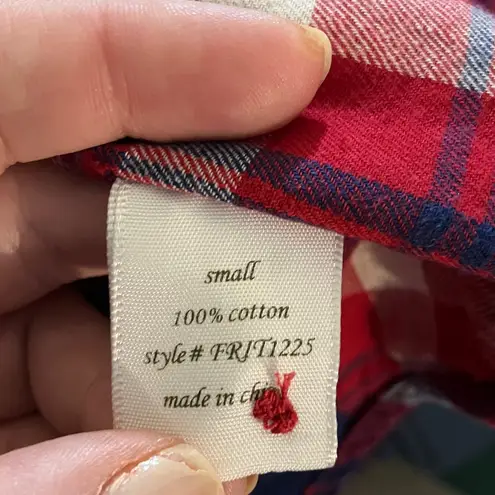 small
100% cotton
style# FRJT1225
made in